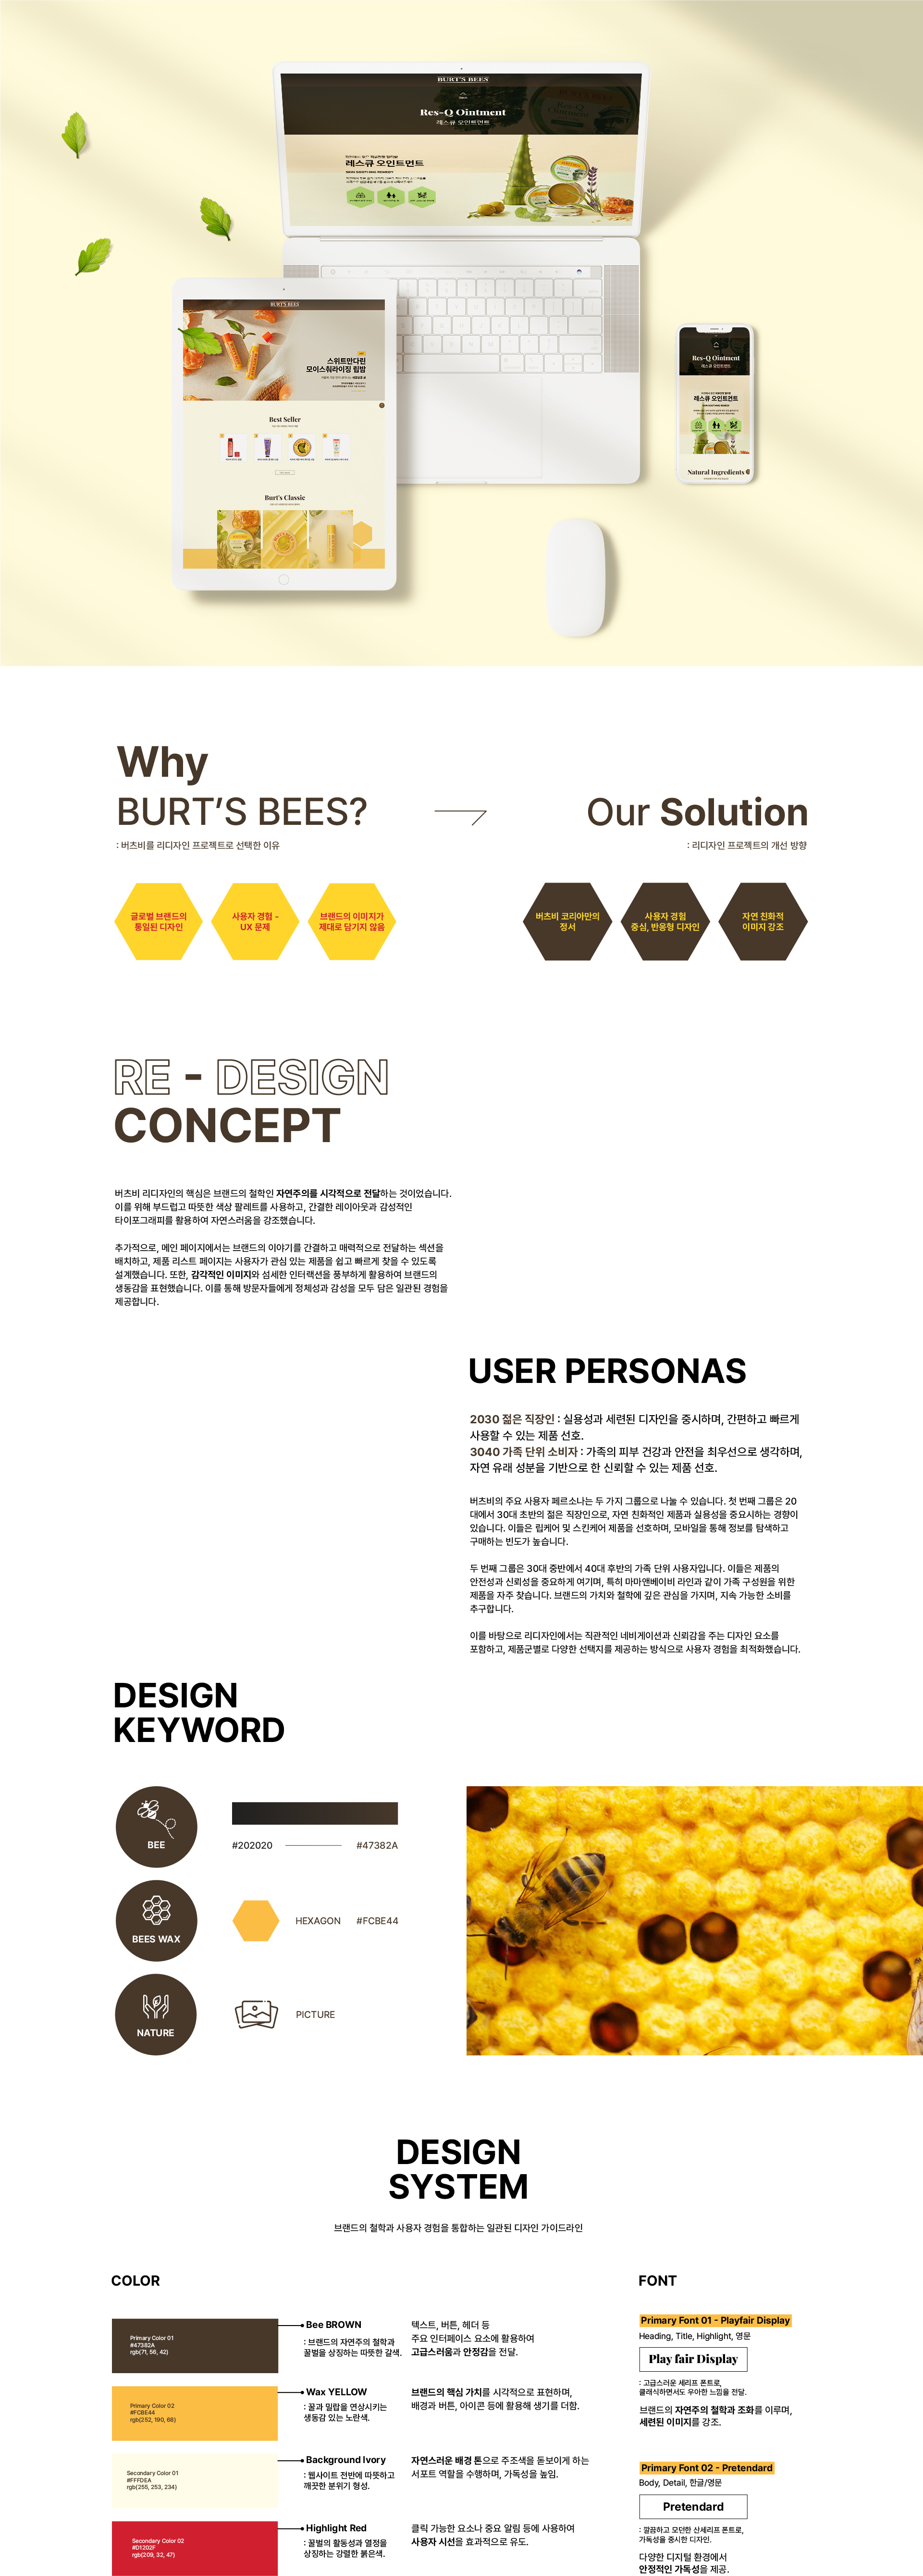 BURT'S BEES
Res-Q Ointment
레스큐 오인트먼트
레스큐 오인트먼트
BURT'S BEES
스위트만다린
모이스춰라이징 립밤
Best Seller
Burt's Classic
Res-Q Ointment
레스큐 오인트먼트
레스큐 오인트먼트
Natural Ingredients
Why
BURT'S BEES?
: 버츠비를 리디자인 프로젝트로 선택한 이유
Our Solution
: 리디자인 프로젝트의 개선 방향
글로벌 브랜드의
통일된 디자인
사용자 경험 -
UX 문제
브랜드의 이미지가
제대로 담기지 않음
버츠비 코리아만의
정서
사용자 경험
중심, 반응형 디자인
자연 친화적
이미지 강조
RE - DESIGN
CONCEPT
버츠비 리디자인의 핵심은 브랜드의 철학인 자연주의를 시각적으로 전달하는 것이었습니다.
이를 위해 부드럽고 따뜻한 색상 팔레트를 사용하고, 간결한 레이아웃과 감성적인
타이포그래피를 활용하여 자연스러움을 강조했습니다.
추가적으로, 메인 페이지에서는 브랜드의 이야기를 간결하고 매력적으로 전달하는 섹션을
배치하고, 제품 리스트 페이지는 사용자가 관심 있는 제품을 쉽고 빠르게 찾을 수 있도록
설계했습니다. 또한, 감각적인 이미지와 섬세한 인터랙션을 풍부하게 활용하여 브랜드의
생동감을 표현했습니다. 이를 통해 방문자들에게 정체성과 감성을 모두 담은 일관된 경험을
제공합니다.
USER PERSONAS
2030 젊은 직장인 : 실용성과 세련된 디자인을 중시하며, 간편하고 빠르게
사용할 수 있는 제품 선호.
3040 가족 단위 소비자 : 가족의 피부 건강과 안전을 최우선으로 생각하며,
자연 유래 성분을 기반으로 한 신뢰할 수 있는 제품 선호.
버츠비의 주요 사용자 페르소나는 두 가지 그룹으로 나눌 수 있습니다. 첫 번째 그룹은 20
대에서 30대 초반의 젊은 직장인으로, 자연 친화적인 제품과 실용성을 중요시하는 경향이
있습니다. 이들은 립케어 및 스킨케어 제품을 선호하며, 모바일을 통해 정보를 탐색하고
구매하는 빈도가 높습니다.
두 번째 그룹은 30대 중반에서 40대 후반의 가족 단위 사용자입니다. 이들은 제품의
안전성과 신뢰성을 중요하게 여기며, 특히 마마앤베이비 라인과 같이 가족 구성원을 위한
제품을 자주 찾습니다. 브랜드의 가치와 철학에 깊은 관심을 가지며, 지속 가능한 소비를
추구합니다.
이를 바탕으로 리디자인에서는 직관적인 네비게이션과 신뢰감을 주는 디자인 요소를
포함하고, 제품군별로 다양한 선택지를 제공하는 방식으로 사용자 경험을 최적화했습니다.
DESIGN
KEYWORD
BEE
#202020
#47382A
BEES WAX
HEXAGON
#FCBE44
NATURE
PICTURE
DESIGN
SYSTEM
브랜드의 철학과 사용자 경험을 통합하는 일관된 디자인 가이드라인
COLOR
Primary Color 01
#47382A
rgb(71, 56, 42)
Bee BROWN
: 브랜드의 자연주의 철학과
꿀벌을 상징하는 따뜻한 갈색.
텍스트, 버튼, 헤더 등
주요 인터페이스 요소에 활용하여
고급스러움과 안정감을 전달.
Primary Color 02
#FCBE44
rgb(252, 190, 68)
Wax YELLOW
: 꿀과 밀랍을 연상시키는
생동감 있는 노란색.
브랜드의 핵심 가치를 시각적으로 표현하며,
배경과 버튼, 아이콘 등에 활용해 생기를 더함.
Secondary Color 01
#FFFDEA
rgb(255, 253, 234)
Background Ivory
: 웹사이트 전반에 따뜻하고
깨끗한 분위기 형성.
자연스러운 배경 톤으로 주조색을 돋보이게 하는
서포트 역할을 수행하며, 가독성을 높임.
Secondary Color 02
#D1202F
rgb(209, 32, 47)
Highlight Red
: 꿀벌의 활동성과 열정을
상징하는 강렬한 붉은색.
클릭 가능한 요소나 중요 알림 등에 사용하여
사용자 시선을 효과적으로 유도.
FONT
Primary Font 01 - Playfair Display
Heading, Title, Highlight, 영문
Play fair Display
: 고급스러운 세리프 폰트로,
클래식하면서도 우아한 느낌을 전달.
브랜드의 자연주의 철학과 조화를 이루며,
세련된 이미지를 강조.
Primary Font 02 - Pretendard
Body, Detail, 한글/영문
Pretendard
: 깔끔하고 모던한 산세리프 폰트로,
가독성을 중시한 디자인.
다양한 디지털 환경에서
안정적인 가독성을 제공.